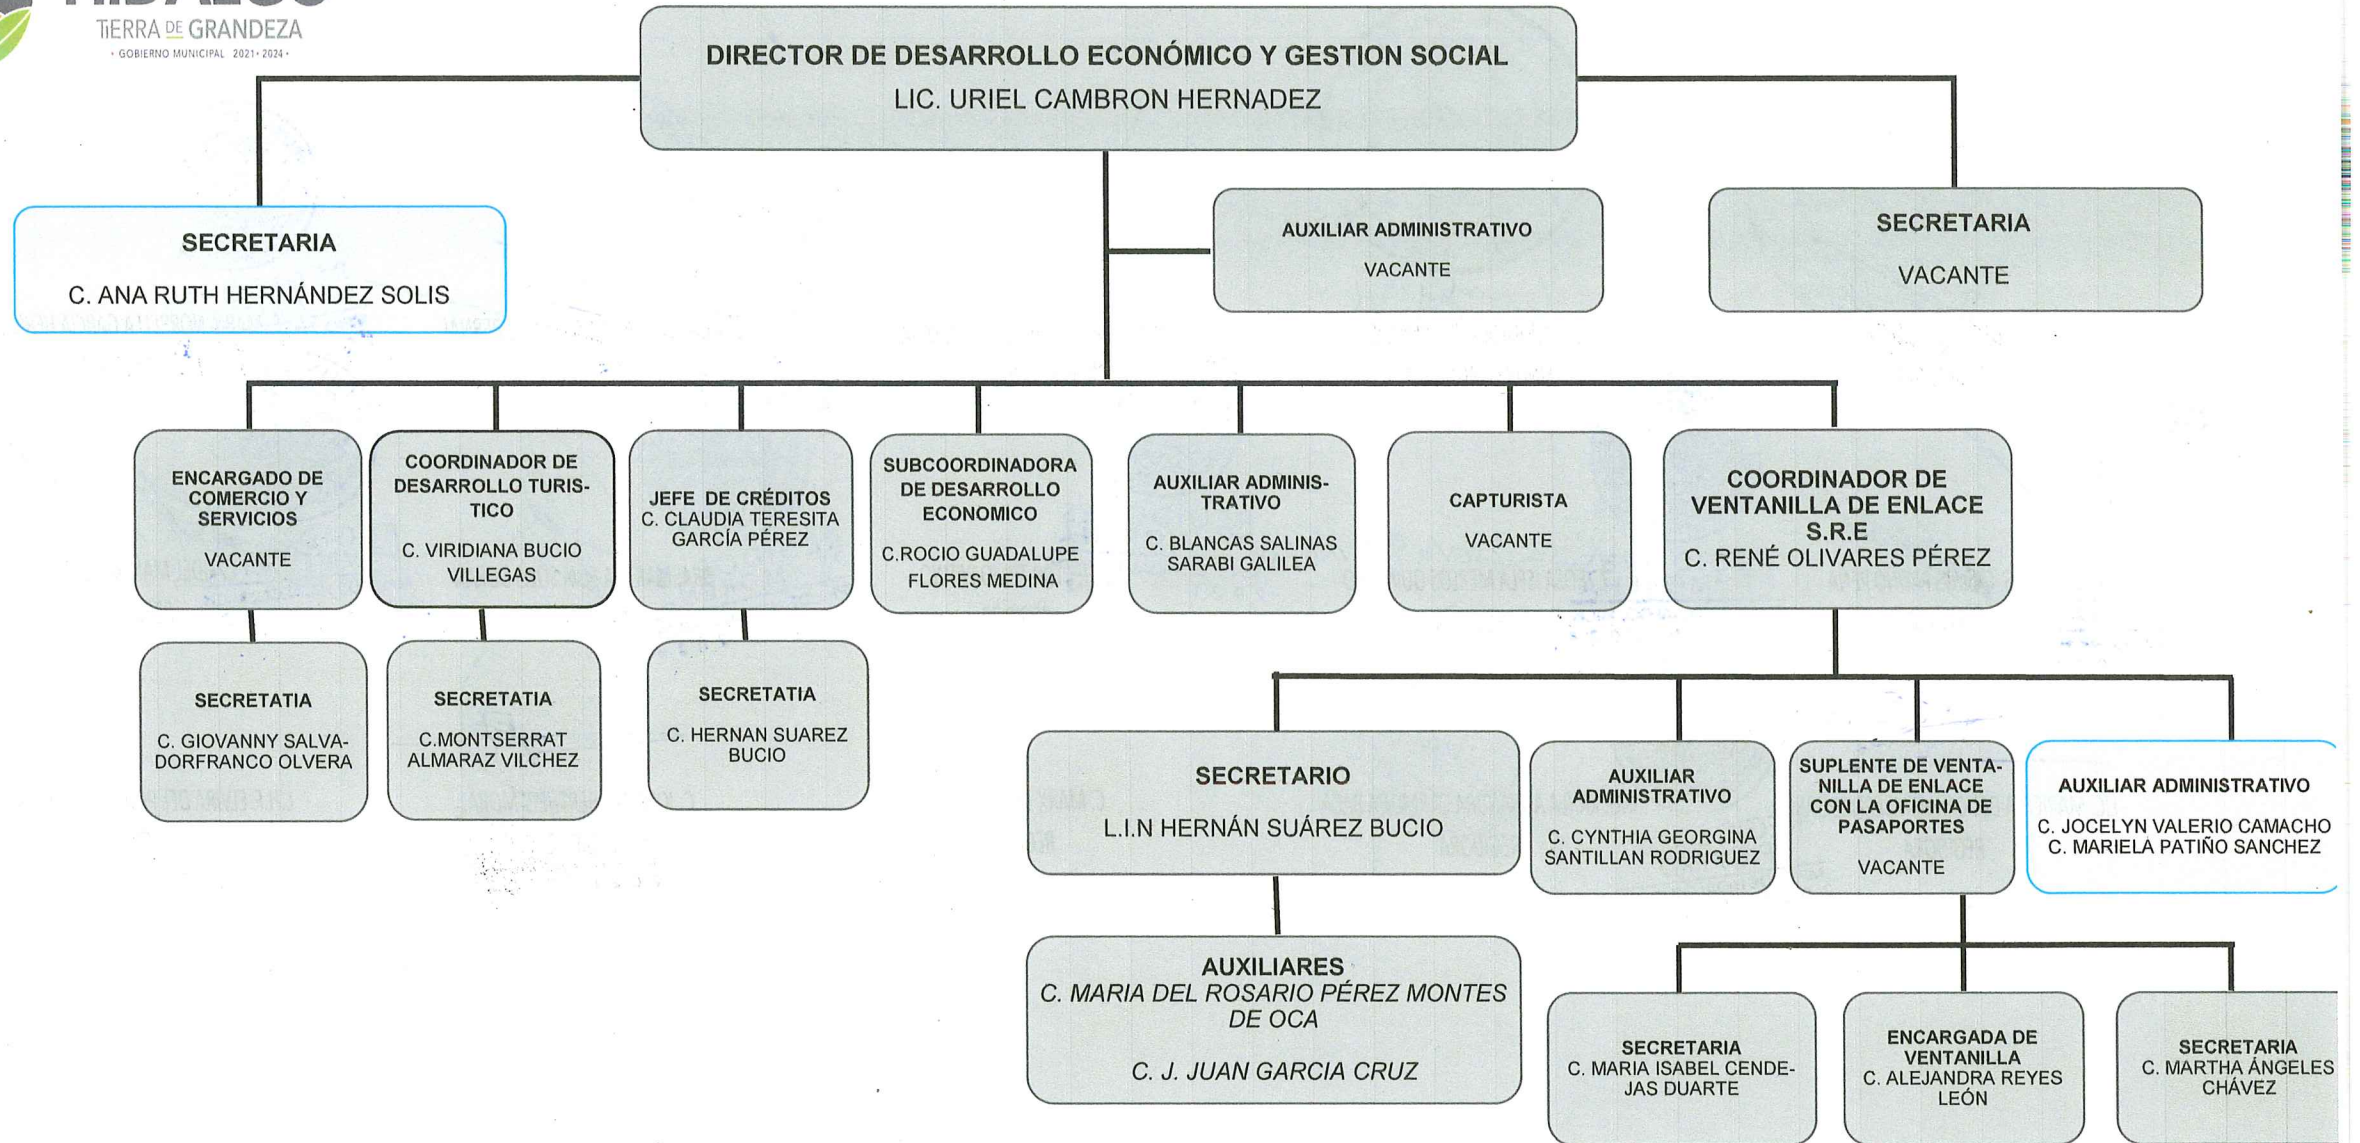 HIDALGO
TIERRA DE GRANDEZA
• GOBIERNO MUNICIPAL 2021-2024 •
DIRECTOR DE DESARROLLO ECONÓMICO Y GESTION SOCIAL
LIC. URIEL CAMBRON HERNADEZ
SECRETARIA
C. ANA RUTH HERNÁNDEZ SOLIS
AUXILIAR ADMINISTRATIVO
VACANTE
SECRETARIA
VACANTE
ENCARGADO DE
COMERCIO Y
SERVICIOS
VACANTE
COORDINADOR DE
DESARROLLO TURIS-
TICO
C. VIRIDIANA BUCIO
VILLEGAS
JEFE DE CRÉDITOS
C. CLAUDIA TERESITA
GARCÍA PÉREZ
SUBCOORDINADORA
DE DESARROLLO
ECONOMICO
C.ROCIO GUADALUPE
FLORES MEDINA
AUXILIAR ADMINIS-
TRATIVO
C. BLANCAS SALINAS
SARABI GALILEA
CAPTURISTA
VACANTE
COORDINADOR DE
VENTANILLA DE ENLACE
S.R.E
C. RENÉ OLIVARES PÉREZ
SECRETATIA
C. GIOVANNY SALVA-
DORFRANCO OLVERA
SECRETATIA
C.MONTSERRAT
ALMARAZ VILCHEZ
SECRETATIA
C. HERNAN SUAREZ
BUCIO
SECRETARIO
L.I.N HERNÁN SUÁREZ BUCIO
AUXILIAR
ADMINISTRATIVO
C. CYNTHIA GEORGINA
SANTILLAN RODRIGUEZ
SUPLENTE DE VENTA-
NILLA DE ENLACE
CON LA OFICINA DE
PASAPORTES
VACANTE
AUXILIAR ADMINISTRATIVO
C. JOCELYN VALERIO CAMACHO
C. MARIELA PATIÑO SANCHEZ
AUXILIARES
C. MARIA DEL ROSARIO PÉREZ MONTES
DE OCA
C. J. JUAN GARCIA CRUZ
SECRETARIA
C. MARIA ISABEL CENDE-
JAS DUARTE
ENCARGADA DE
VENTANILLA
C. ALEJANDRA REYES
LEÓN
SECRETARIA
C. MARTHA ÁNGELES
CHÁVEZ